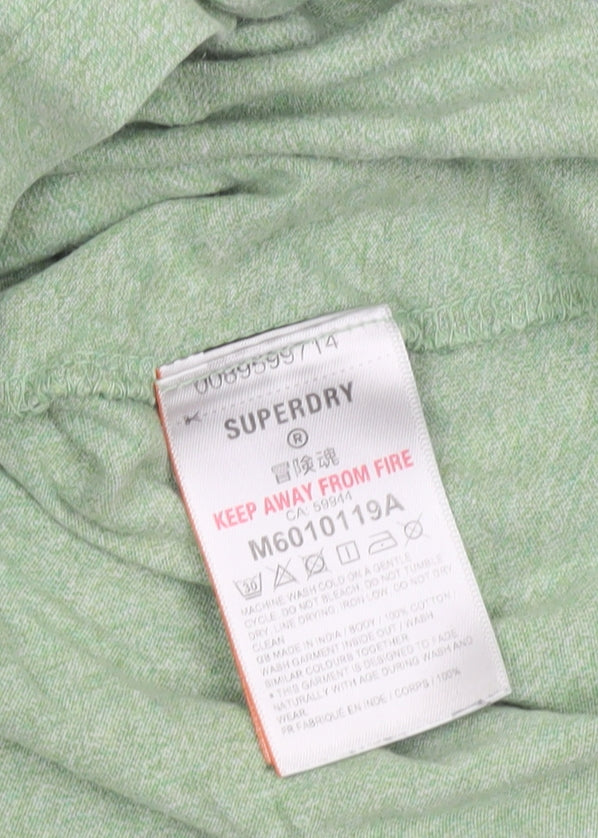 0089599714
SUPERDRY
®
冒険魂
KEEP AWAY FROM FIRE
CA: 59944
M6010119A
30
MACHINE WASH COLD ON A GENTLE
CYCLE. DO NOT BLEACH. DO NOT TUMBLE
DRY. LINE DRYING. IRON LOW. DO NOT DRY
CLEAN
GB MADE IN INDIA / BODY / 100% COTTON /
WASH GARMENT INSIDE OUT / WASH
SIMILAR COLOURS TOGETHER
* THIS GARMENT IS DESIGNED TO FADE
NATURALLY WITH AGE DURING WASH AND
WEAR.
FR FABRIQUE EN INDE / CORPS / 100%